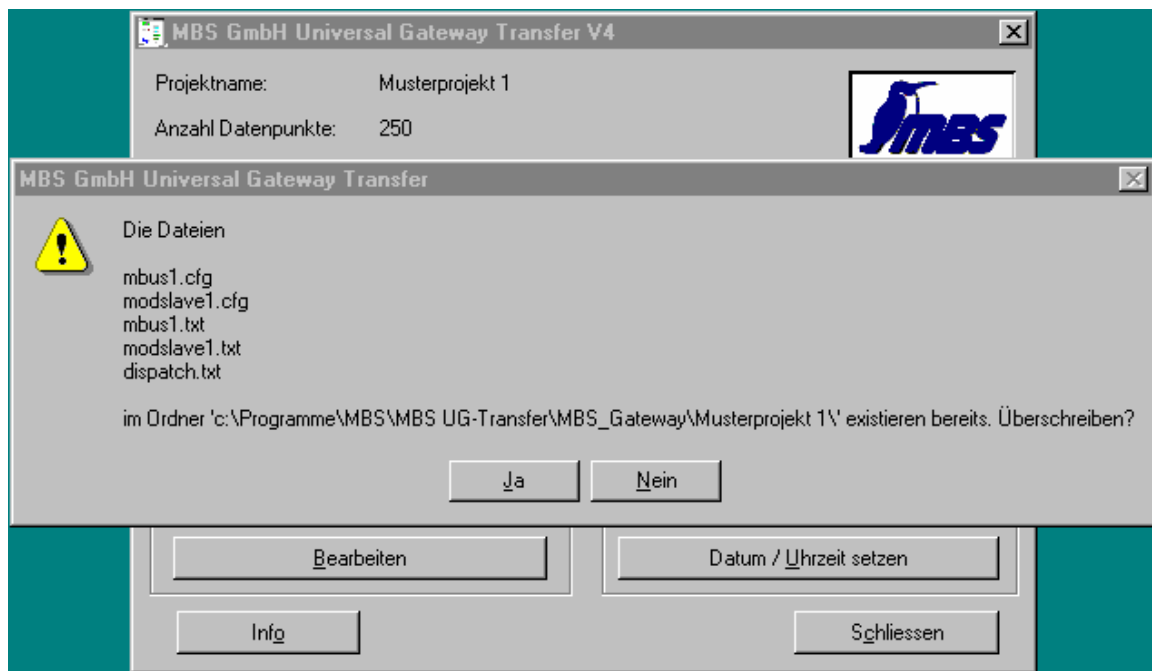 MBS GmbH Universal Gateway Transfer V4
Projektname: Musterprojekt 1
Anzahl Datenpunkte: 250
mBS
MBS GmbH Universal Gateway Transfer
Die Dateien
mbus1.cfg
modslave1.cfg
mbus1.txt
modslave1.txt
dispatch.txt
im Ordner 'c:\Programme\MBS\MBS UG-Transfer\MBS_Gateway\Musterprojekt 1\' existieren bereits. Überschreiben?
Ja Nein
Bearbeiten Datum / Uhrzeit setzen
Info Schliessen